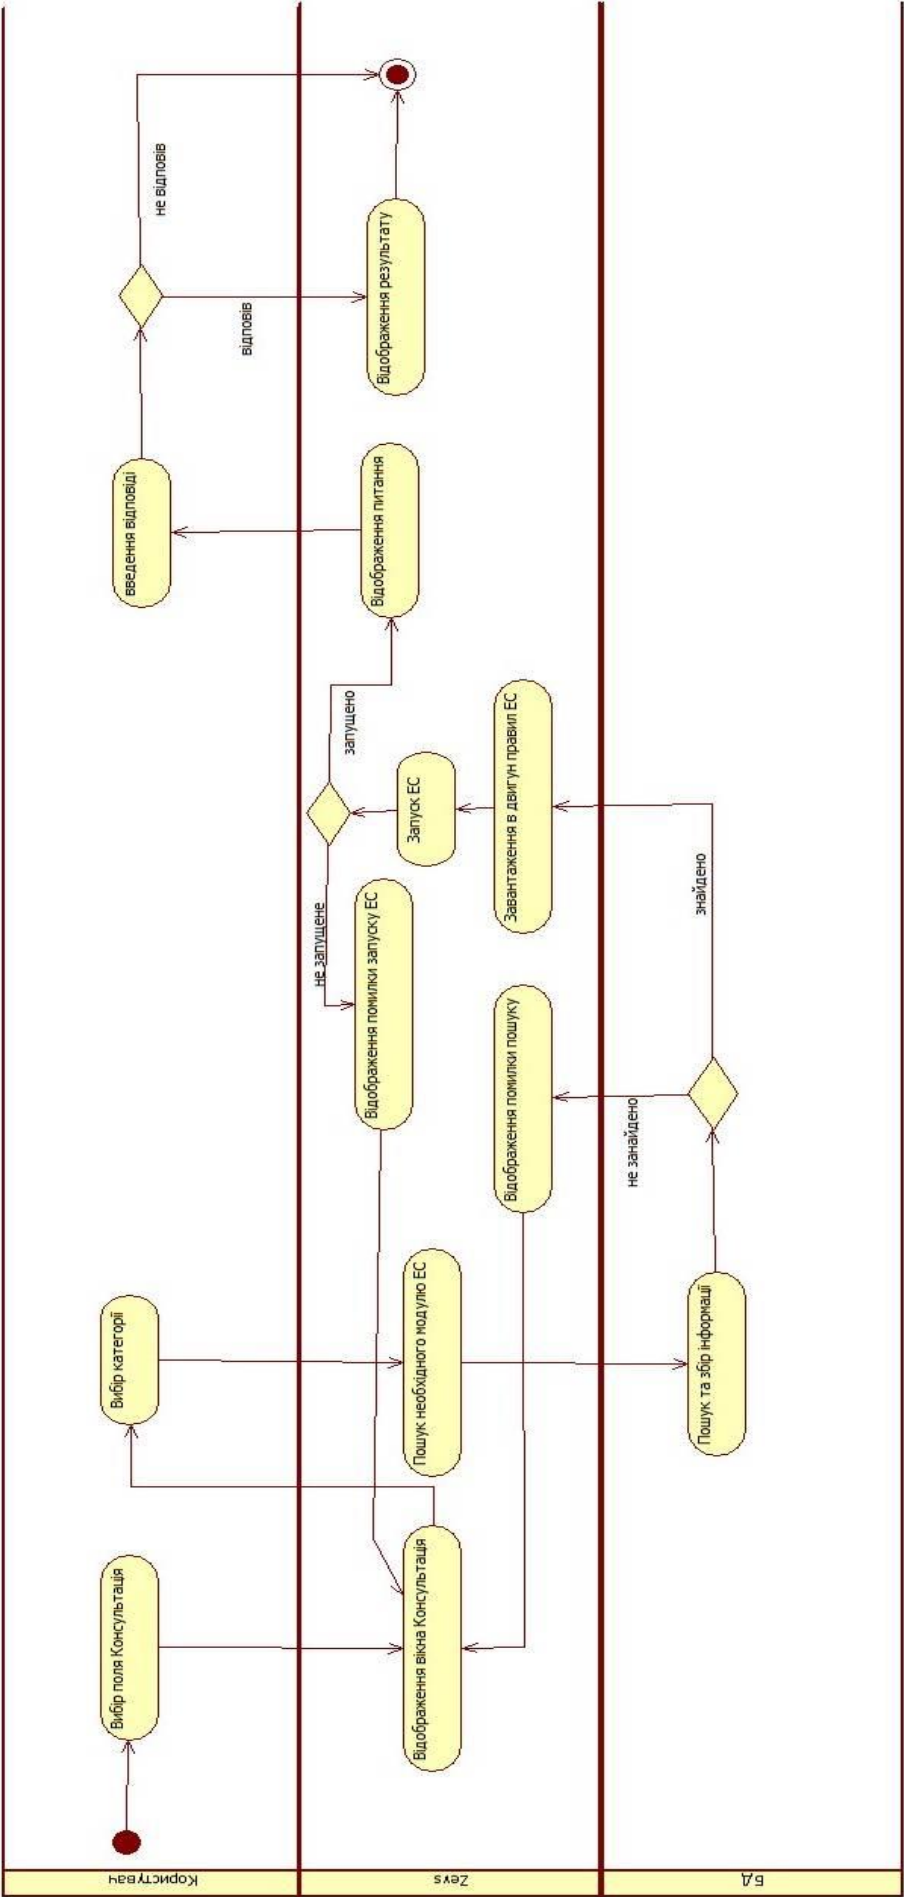 Користувач
Zevs
БД
Вибір поля Консультація
Відображення вікна Консультація
Вибір категорії
Пошук необхідного модулю ЕС
Пошук та збір інформації
не занайдено
знайдено
Відображення помилки пошуку
Завантаження в двигун правил ЕС
Запуск ЕС
не запущене
запущено
Відображення помилки запуску ЕС
Відображення питання
введення відповіді
відповів
не відповів
Відображення результату